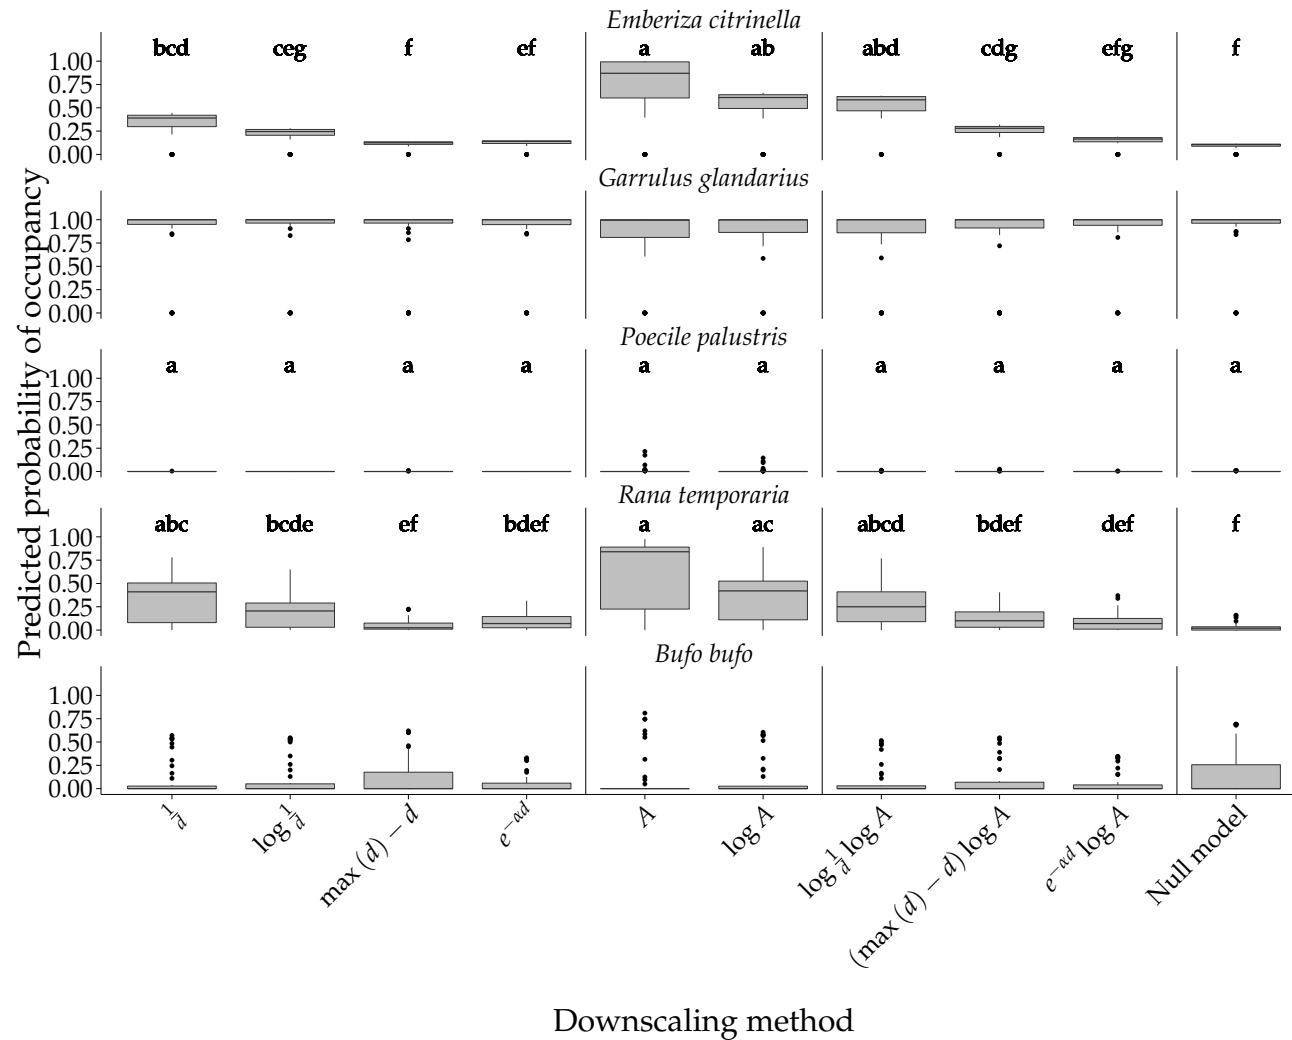 Emberiza citrinella
bcd ceg f ef a ab abd cdg efg f
1.00
0.75
0.50
0.25
0.00
Garrulus glandarius
1.00
0.75
0.50
0.25
0.00
Poecile palustris
a a a a a a a a a a
1.00
0.75
0.50
0.25
0.00
Rana temporaria
abc bcde ef bdef a ac abcd bdef def f
1.00
0.75
0.50
0.25
0.00
Bufo bufo
1.00
0.75
0.50
0.25
0.00
Predicted probability of occupancy
1/d
log 1/d
max (d) − d
e^−αd
A
log A
log 1/d log A
(max (d) − d) log A
e^−αd log A
Null model
Downscaling method